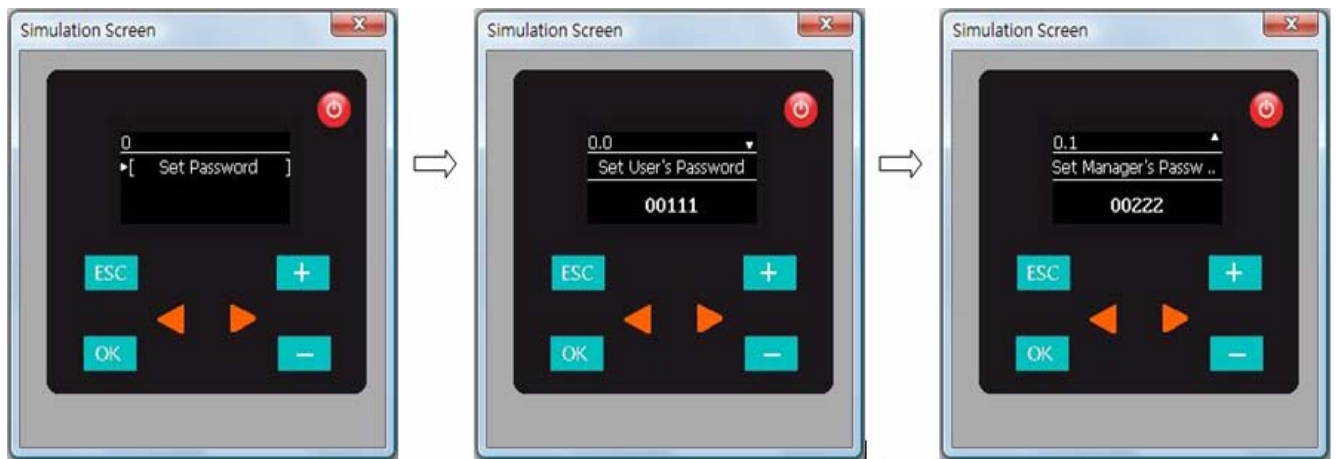 Simulation Screen
0
▸[ Set Password ]
ESC
+
OK
−
Simulation Screen
0.0 ▾
Set User's Password
00111
ESC
+
OK
−
Simulation Screen
0.1 ▴
Set Manager's Passw ..
00222
ESC
+
OK
−